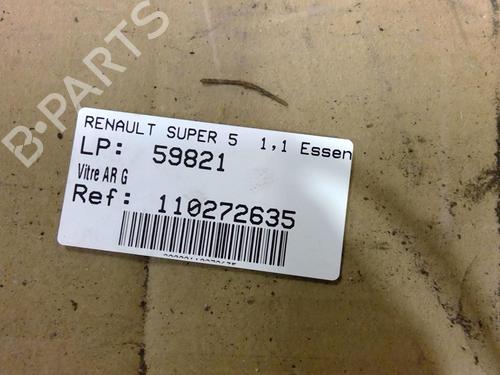 B-PARTS
RENAULT SUPER 5 1,1 Essen
LP: 59821
Vitre AR G
Ref: 110272635